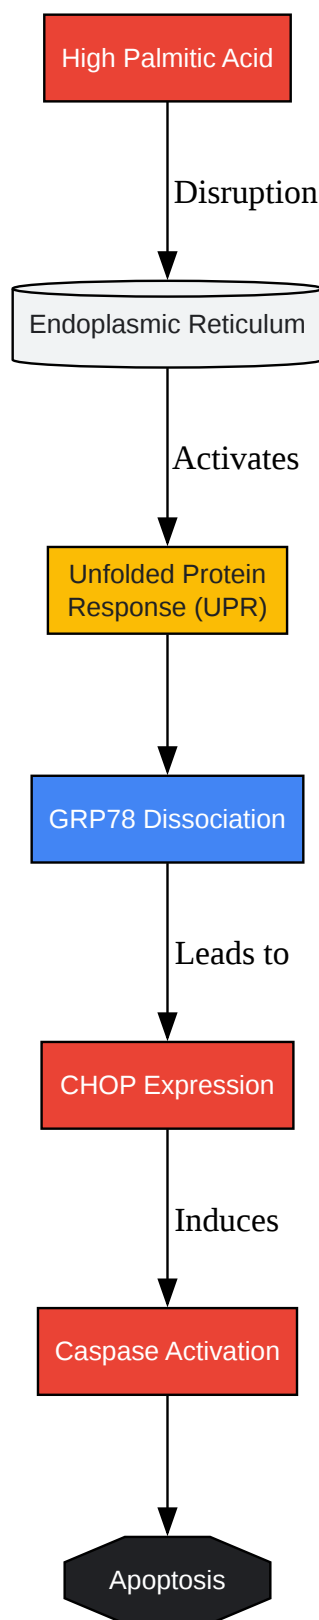 High Palmitic Acid
Disruption
Endoplasmic Reticulum
Activates
Unfolded Protein
Response (UPR)
GRP78 Dissociation
Leads to
CHOP Expression
Induces
Caspase Activation
Apoptosis